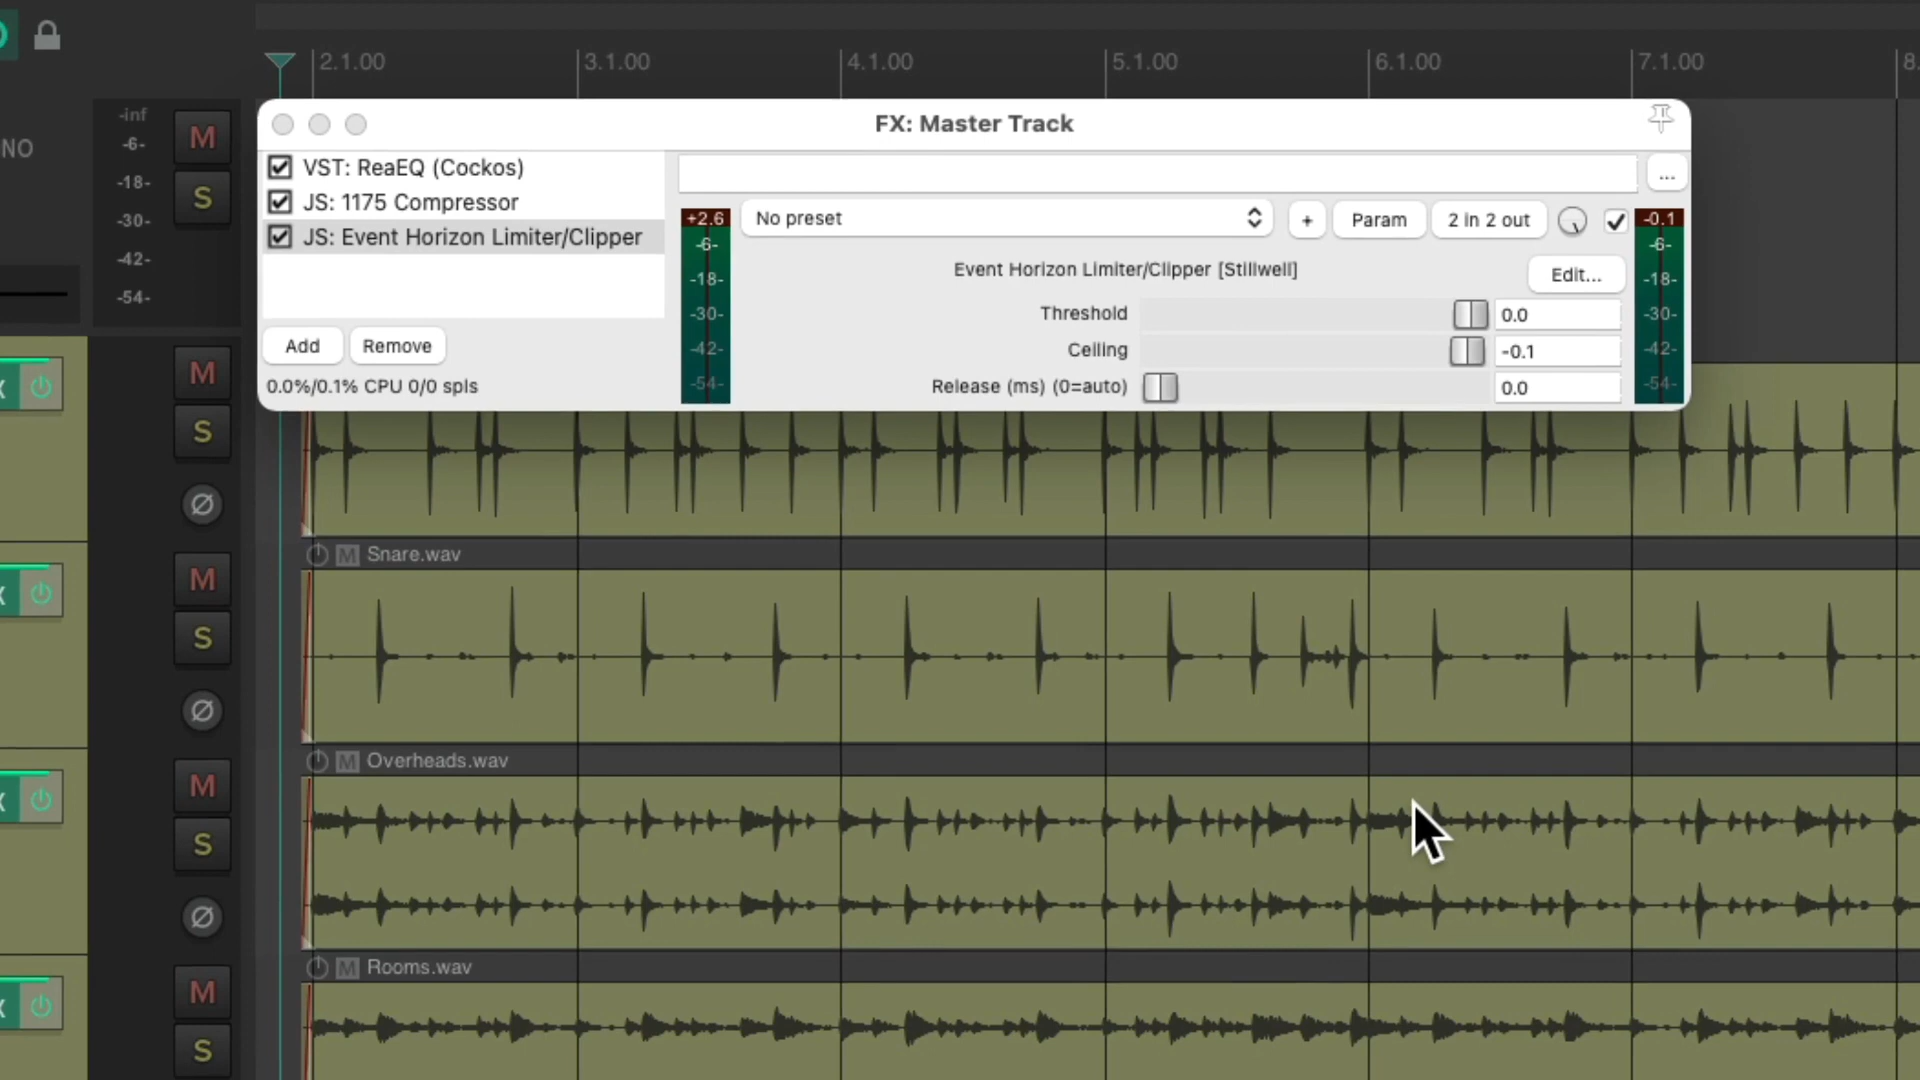 2.1.00 3.1.00 4.1.00 5.1.00 6.1.00 7.1.00 8.
-inf
-6-
-18-
-30-
-42-
-54-
NO
M
S
FX: Master Track
VST: ReaEQ (Cockos)
JS: 1175 Compressor
JS: Event Horizon Limiter/Clipper
Add Remove
0.0%/0.1% CPU 0/0 spls
...
+2.6
-6-
-18-
-30-
-42-
-54-
No preset + Param 2 in 2 out
Event Horizon Limiter/Clipper [Stillwell]
Edit...
Threshold 0.0
Ceiling -0.1
Release (ms) (0=auto) 0.0
-0.1
-6-
-18-
-30-
-42-
-54-
X
M
S
Ø
M Snare.wav
X
M
S
Ø
M Overheads.wav
X
M
S
Ø
M Rooms.wav
X
M
S